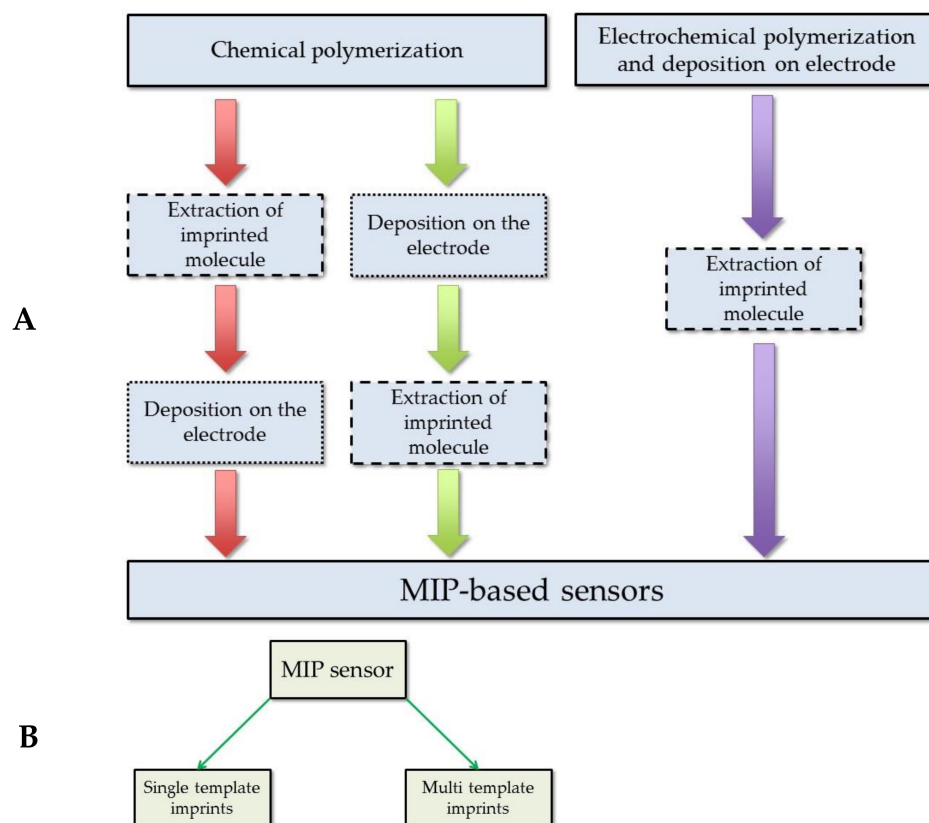 Chemical polymerization
Electrochemical polymerization
and deposition on electrode
Extraction of
imprinted
molecule
Deposition on the
electrode
Extraction of
imprinted
molecule
A
Deposition on the
electrode
Extraction of
imprinted
molecule
MIP-based sensors
MIP sensor
B
Single template
imprints
Multi template
imprints